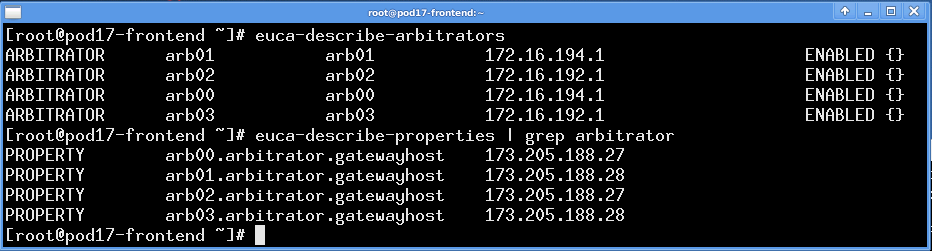 root@pod17-frontend:~
[root@pod17-frontend ~]# euca-describe-arbitrators
ARBITRATOR arb01 arb01 172.16.194.1 ENABLED {}
ARBITRATOR arb02 arb02 172.16.192.1 ENABLED {}
ARBITRATOR arb00 arb00 172.16.194.1 ENABLED {}
ARBITRATOR arb03 arb03 172.16.192.1 ENABLED {}
[root@pod17-frontend ~]# euca-describe-properties | grep arbitrator
PROPERTY arb00.arbitrator.gatewayhost 173.205.188.27
PROPERTY arb01.arbitrator.gatewayhost 173.205.188.28
PROPERTY arb02.arbitrator.gatewayhost 173.205.188.27
PROPERTY arb03.arbitrator.gatewayhost 173.205.188.28
[root@pod17-frontend ~]#